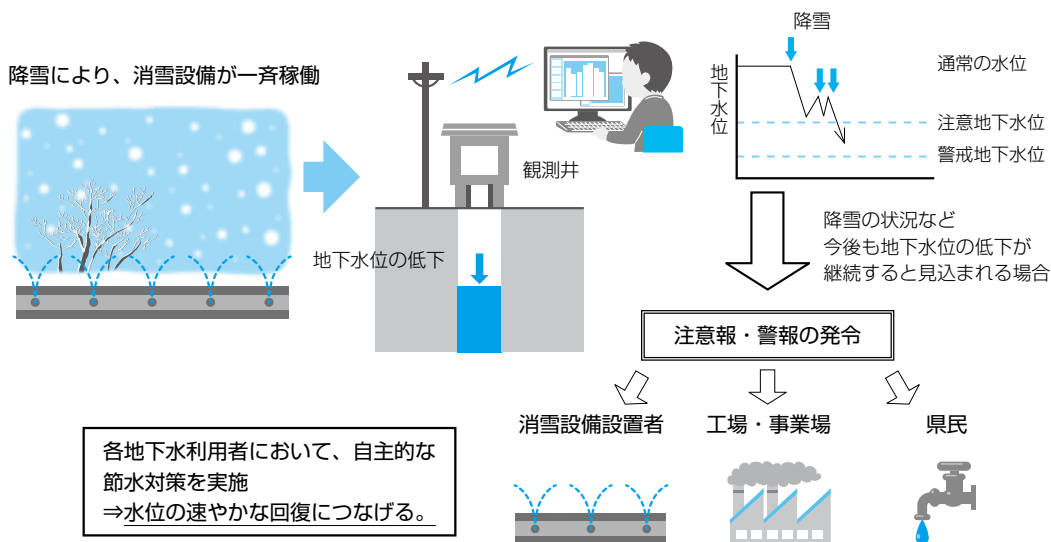 降雪により、消雪設備が一斉稼働
観測井
地下水位の低下
降雪
地下水位
通常の水位
注意地下水位
警戒地下水位
降雪の状況など
今後も地下水位の低下が
継続すると見込まれる場合
注意報・警報の発令
消雪設備設置者
工場・事業場
県民
各地下水利用者において、自主的な
節水対策を実施
⇒水位の速やかな回復につなげる。